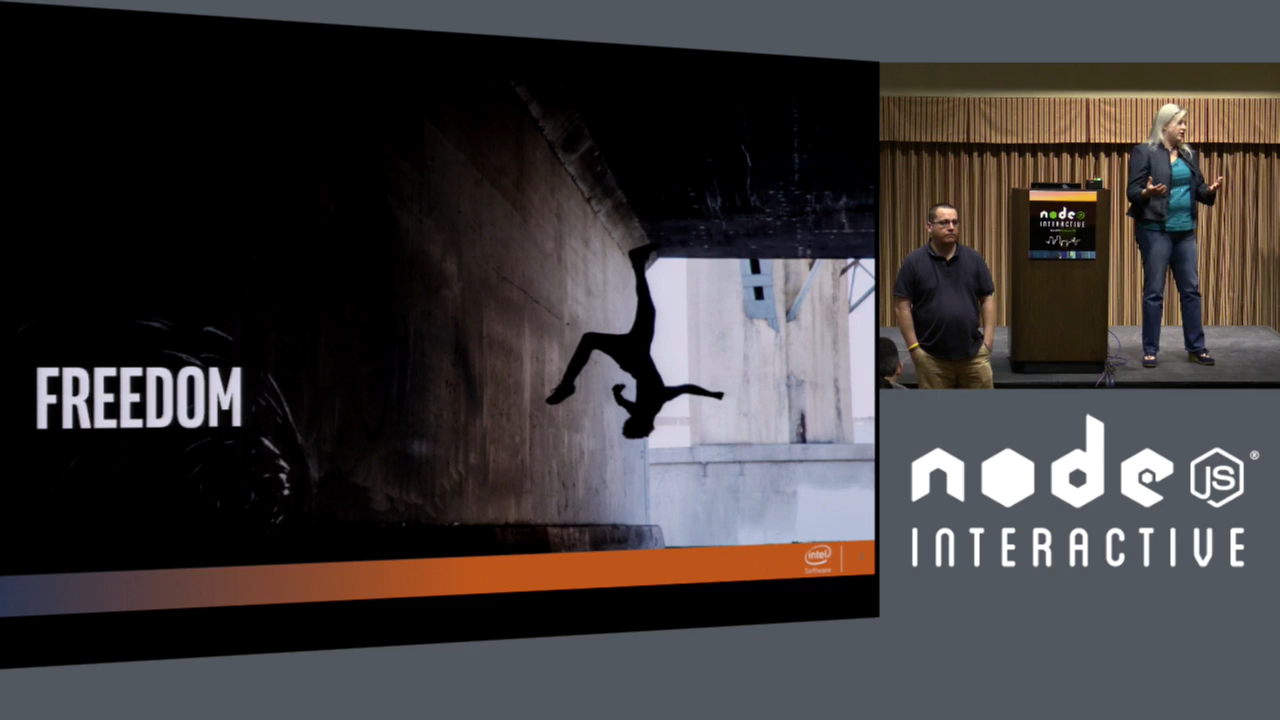 FREEDOM
intel
Software
node
INTERACTIVE
node JS ®
INTERACTIVE